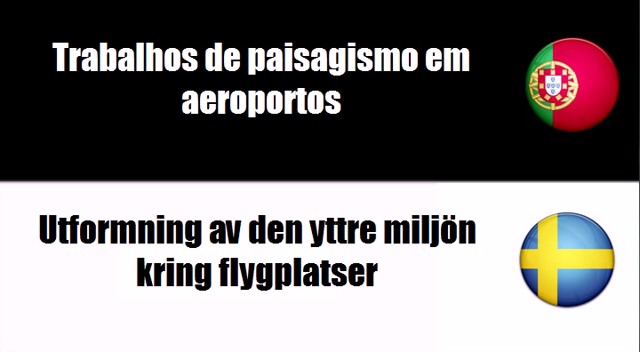 Trabalhos de paisagismo em
aeroportos
Utformning av den yttre miljön
kring flygplatser